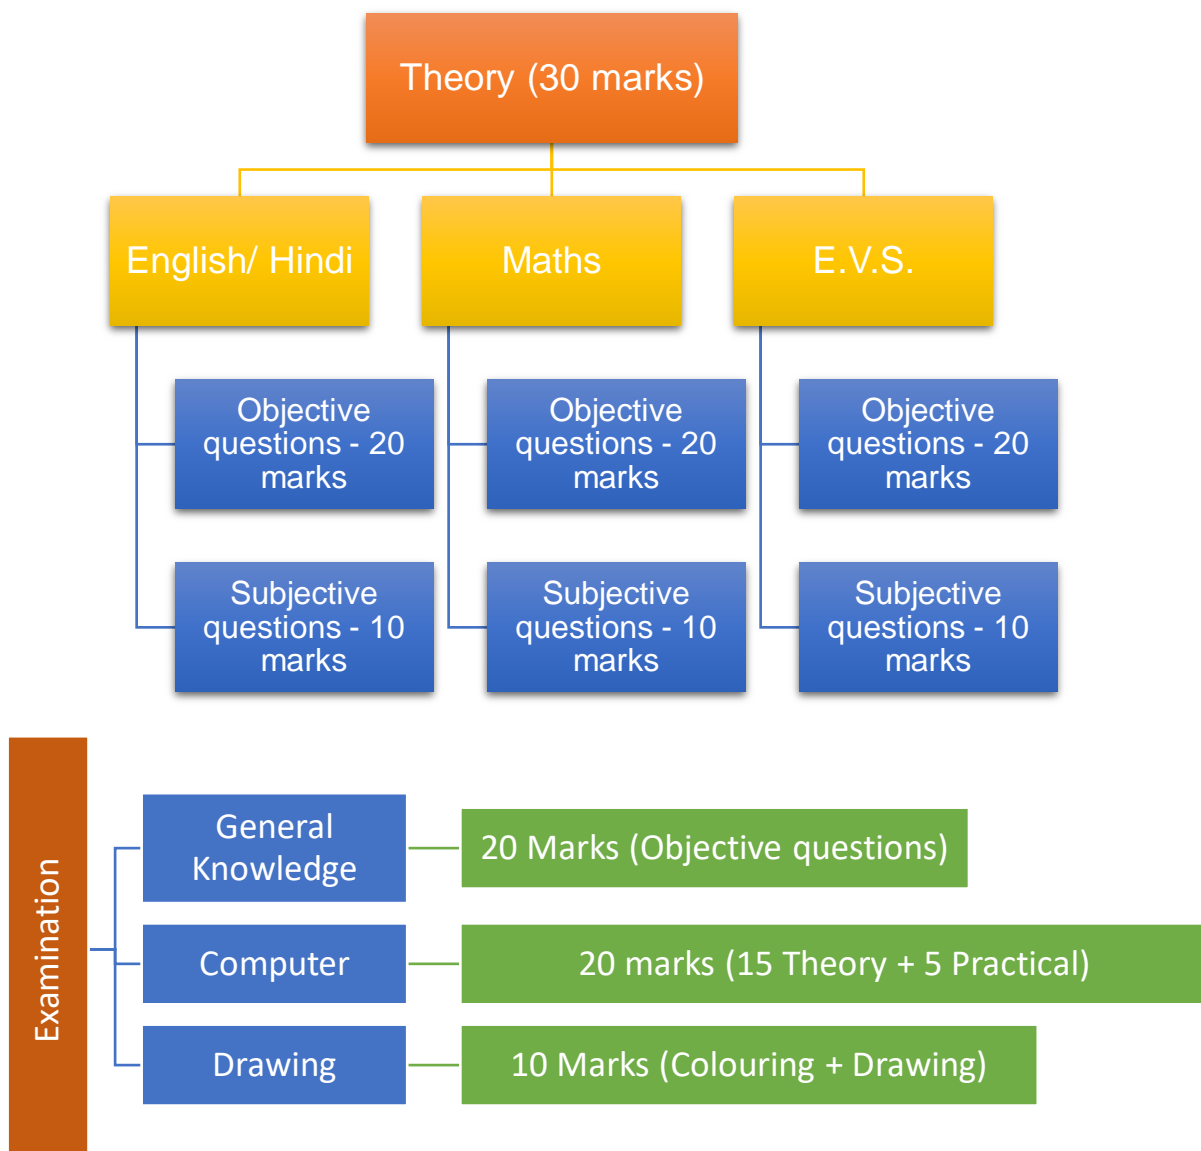 Theory (30 marks)
English/ Hindi
Maths
E.V.S.
Objective
questions - 20
marks
Objective
questions - 20
marks
Objective
questions - 20
marks
Subjective
questions - 10
marks
Subjective
questions - 10
marks
Subjective
questions - 10
marks
Examination
General
Knowledge
20 Marks (Objective questions)
Computer
20 marks (15 Theory + 5 Practical)
Drawing
10 Marks (Colouring + Drawing)